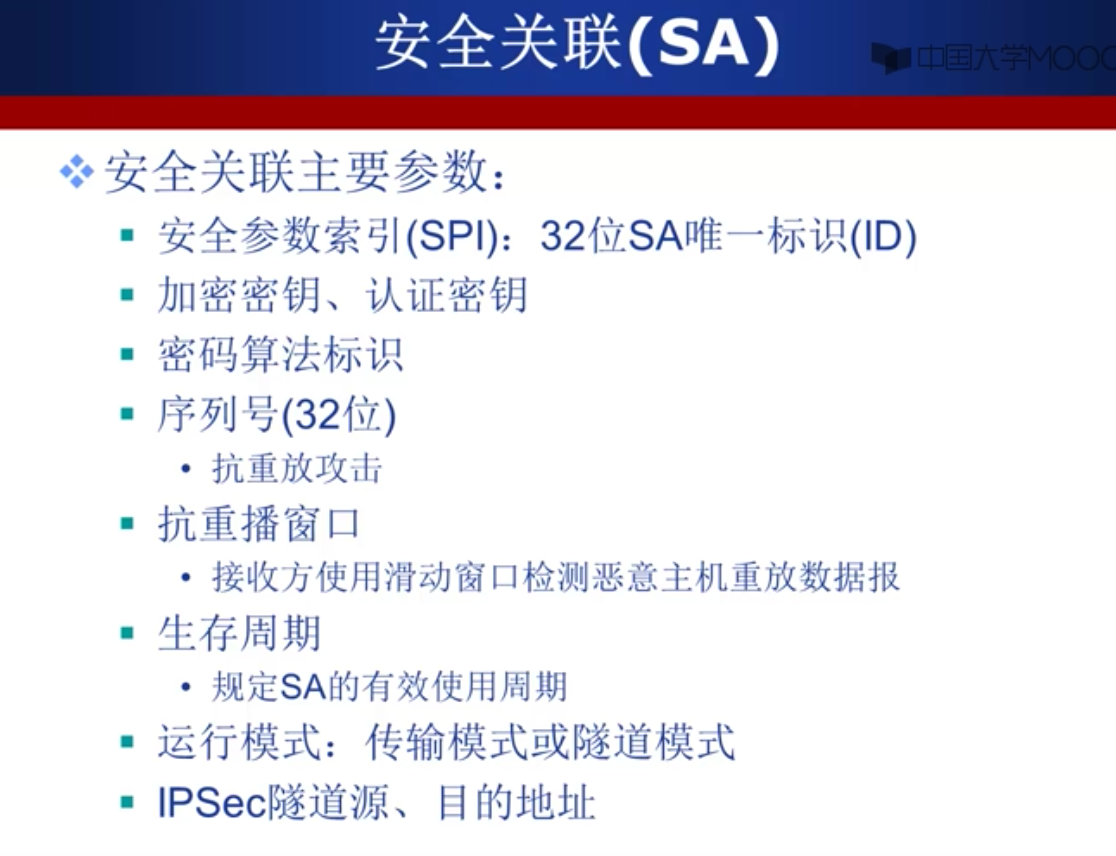 安全关联(SA)
中国大学MOOC
安全关联主要参数：
安全参数索引(SPI)：32位SA唯一标识(ID)
加密密钥、认证密钥
密码算法标识
序列号(32位)
抗重放攻击
抗重播窗口
接收方使用滑动窗口检测恶意主机重放数据报
生存周期
规定SA的有效使用周期
运行模式：传输模式或隧道模式
IPSec隧道源、目的地址